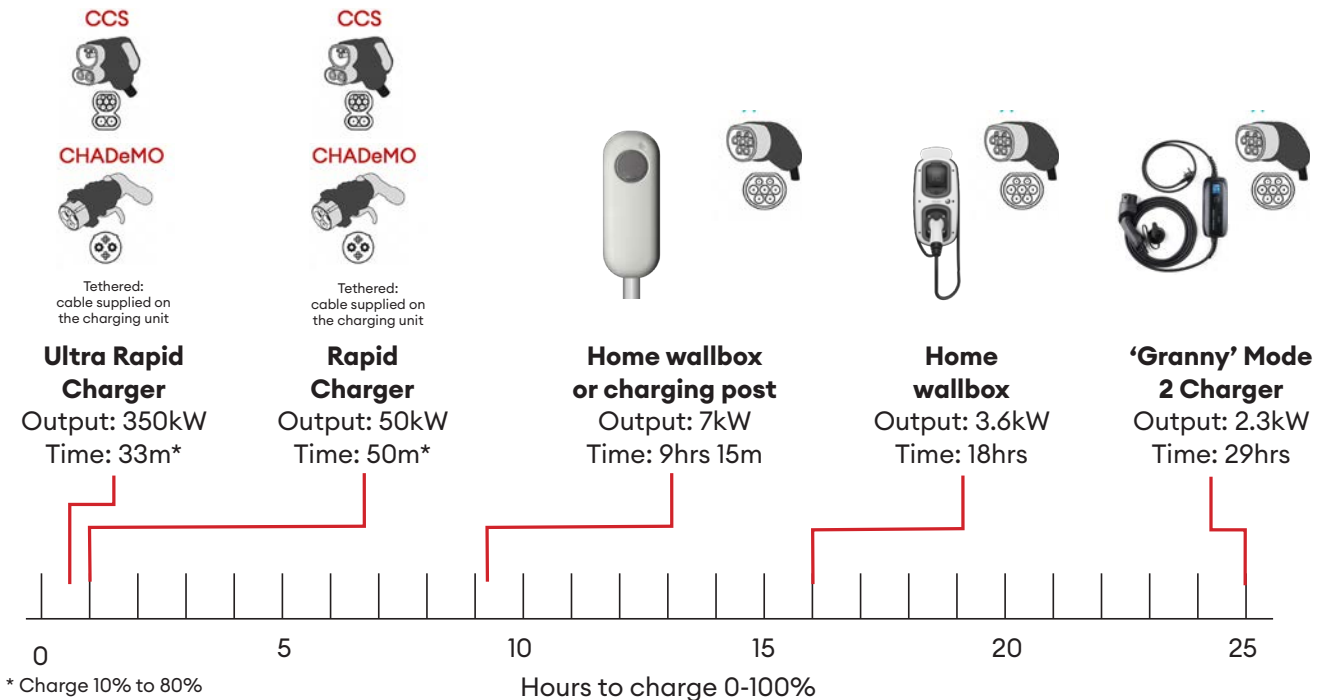 CCS
CHADeMO
Tethered:
cable supplied on
the charging unit
Ultra Rapid
Charger
Output: 350kW
Time: 33m*
CCS
CHADeMO
Tethered:
cable supplied on
the charging unit
Rapid
Charger
Output: 50kW
Time: 50m*
Home wallbox
or charging post
Output: 7kW
Time: 9hrs 15m
Home
wallbox
Output: 3.6kW
Time: 18hrs
‘Granny’ Mode
2 Charger
Output: 2.3kW
Time: 29hrs
0
5
10
15
20
25
* Charge 10% to 80%
Hours to charge 0-100%